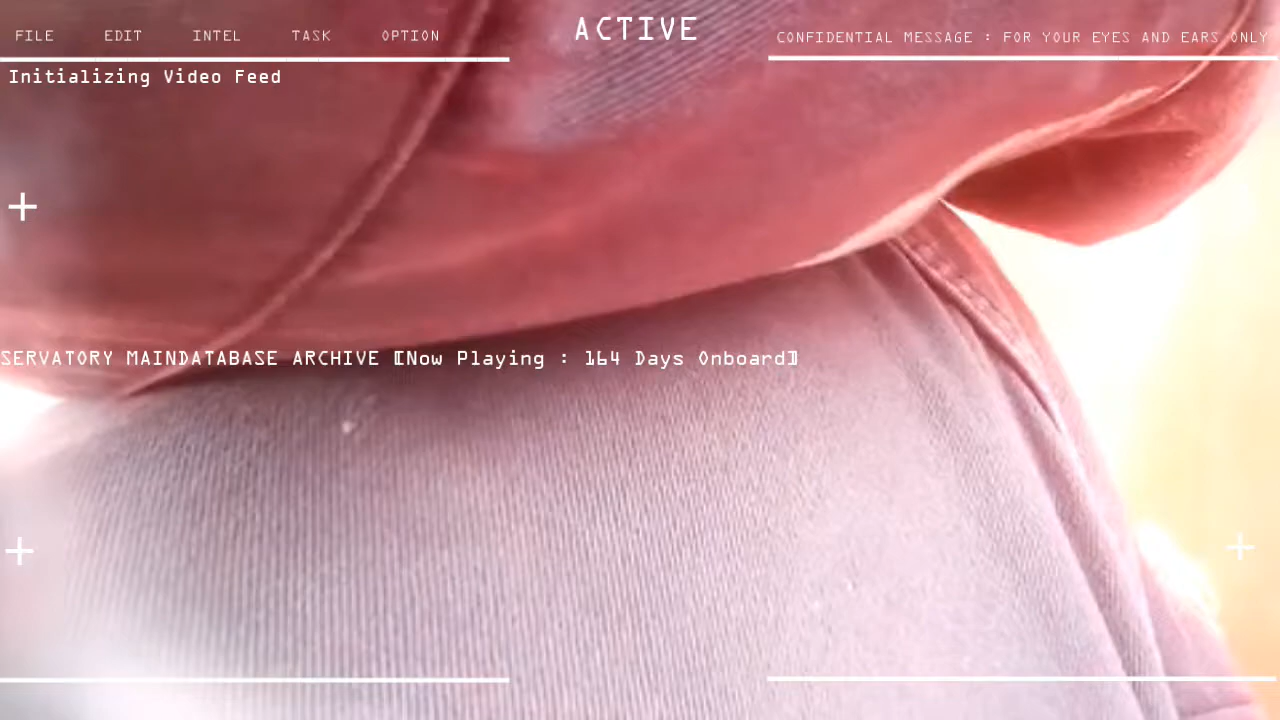 FILE EDIT INTEL TASK OPTION
ACTIVE
CONFIDENTIAL MESSAGE : FOR YOUR EYES AND EARS ONLY
Initializing Video Feed
SERVATORY MAINDATABASE ARCHIVE 【Now Playing : 164 Days Onboard】